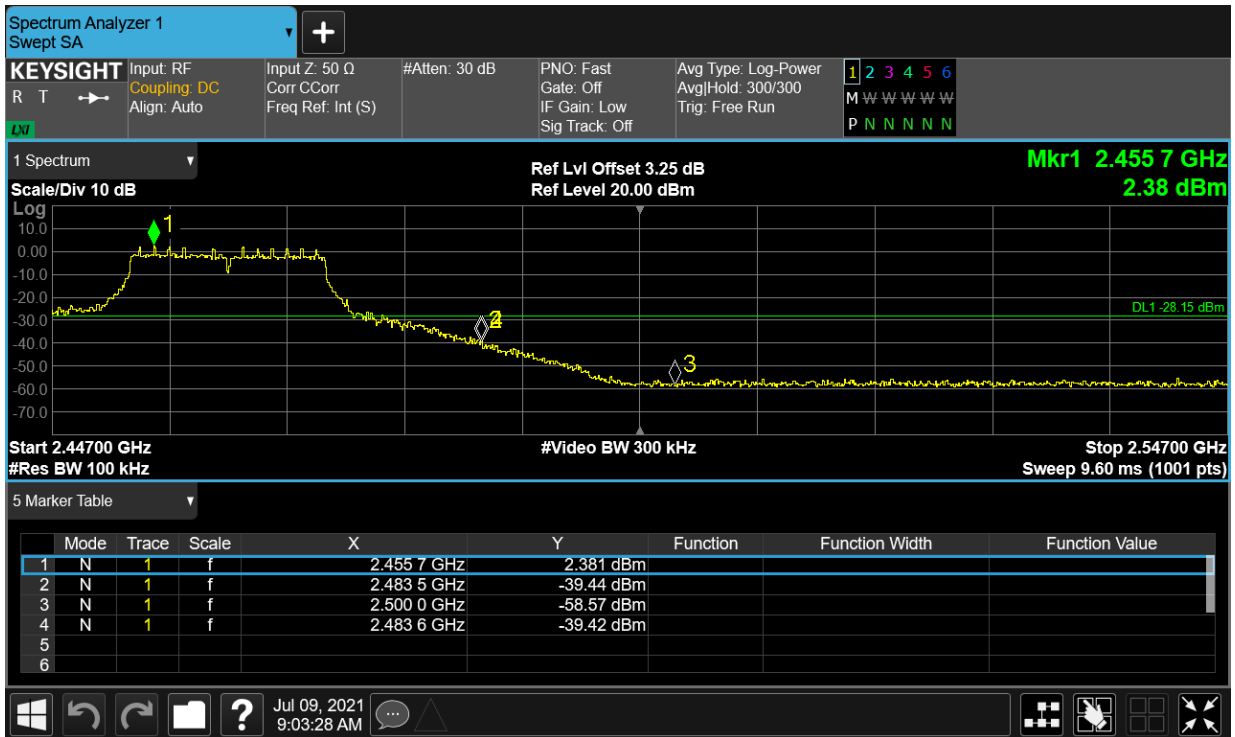 Spectrum Analyzer 1
Swept SA
KEYSIGHT
R T
LXI
Input: RF
Coupling: DC
Align: Auto
Input Z: 50 Ω
Corr CCorr
Freq Ref: Int (S)
#Atten: 30 dB
PNO: Fast
Gate: Off
IF Gain: Low
Sig Track: Off
Avg Type: Log-Power
Avg|Hold: 300/300
Trig: Free Run
1 2 3 4 5 6
M W W W W W
P N N N N N
1 Spectrum
Scale/Div 10 dB
Ref Lvl Offset 3.25 dB
Ref Level 20.00 dBm
Mkr1 2.455 7 GHz
2.38 dBm
Log
10.0
0.00
-10.0
-20.0
-30.0
-40.0
-50.0
-60.0
-70.0
1
2
4
3
DL1 -28.15 dBm
Start 2.44700 GHz
#Res BW 100 kHz
#Video BW 300 kHz
Stop 2.54700 GHz
Sweep 9.60 ms (1001 pts)
5 Marker Table
Mode Trace Scale X Y Function Function Width Function Value
1 N 1 f 2.455 7 GHz 2.381 dBm
2 N 1 f 2.483 5 GHz -39.44 dBm
3 N 1 f 2.500 0 GHz -58.57 dBm
4 N 1 f 2.483 6 GHz -39.42 dBm
5
6
?
Jul 09, 2021
9:03:28 AM